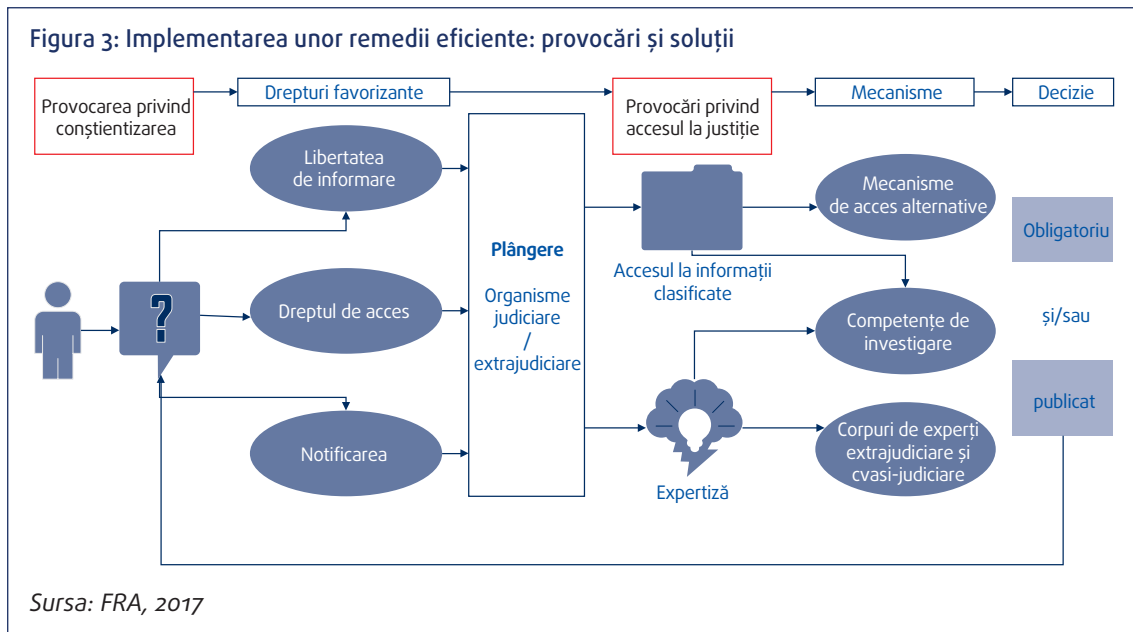 Figura 3: Implementarea unor remedii eficiente: provocări și soluții
Provocarea privind
conștientizarea
Drepturi favorizante
Provocări privind
accesul la justiție
Mecanisme
Decizie
Libertatea
de informare
Dreptul de acces
Notificarea
Plângere
Organisme
judiciare
/
extrajudiciare
Accesul la informații
clasificate
Expertiză
Mecanisme
de acces alternative
Competențe de
investigare
Corpuri de experți
extrajudiciare și
cvasi-judiciare
Obligatoriu
și/sau
publicat
?
Sursa: FRA, 2017